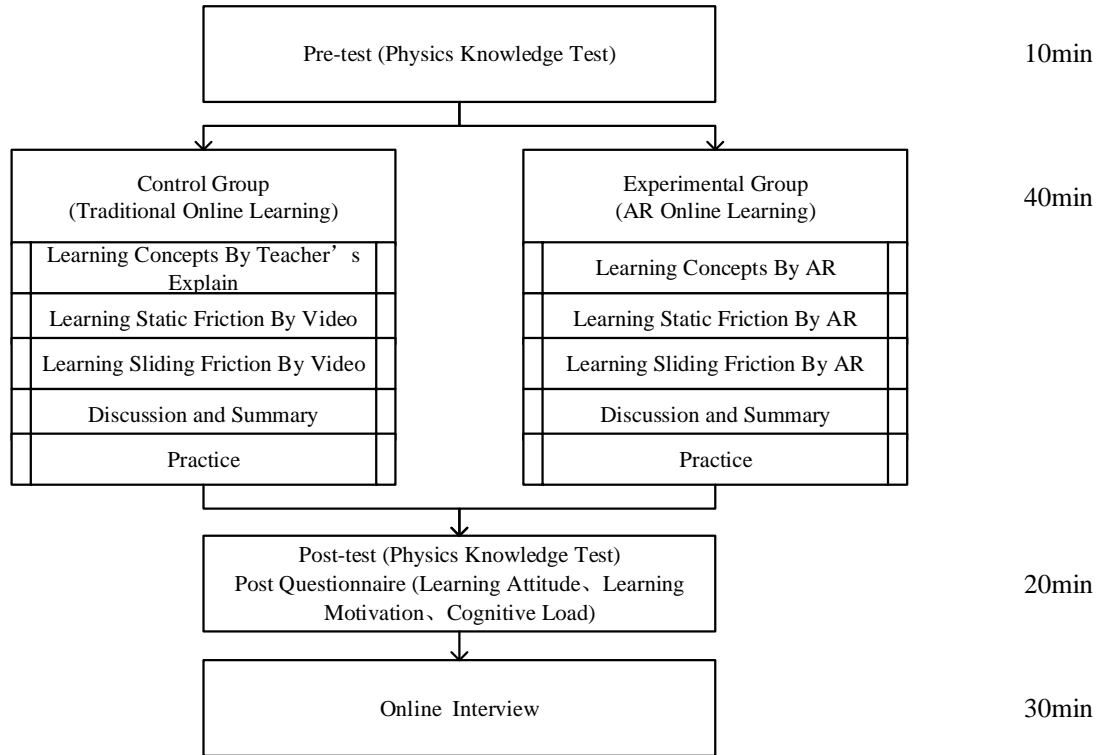 Pre-test (Physics Knowledge Test)
10min
Control Group
(Traditional Online Learning)
Experimental Group
(AR Online Learning)
40min
Learning Concepts By Teacher’s
Explain
Learning Static Friction By Video
Learning Sliding Friction By Video
Discussion and Summary
Practice
Learning Concepts By AR
Learning Static Friction By AR
Learning Sliding Friction By AR
Discussion and Summary
Practice
Post-test (Physics Knowledge Test)
Post Questionnaire (Learning Attitude、Learning
Motivation、Cognitive Load)
20min
Online Interview
30min